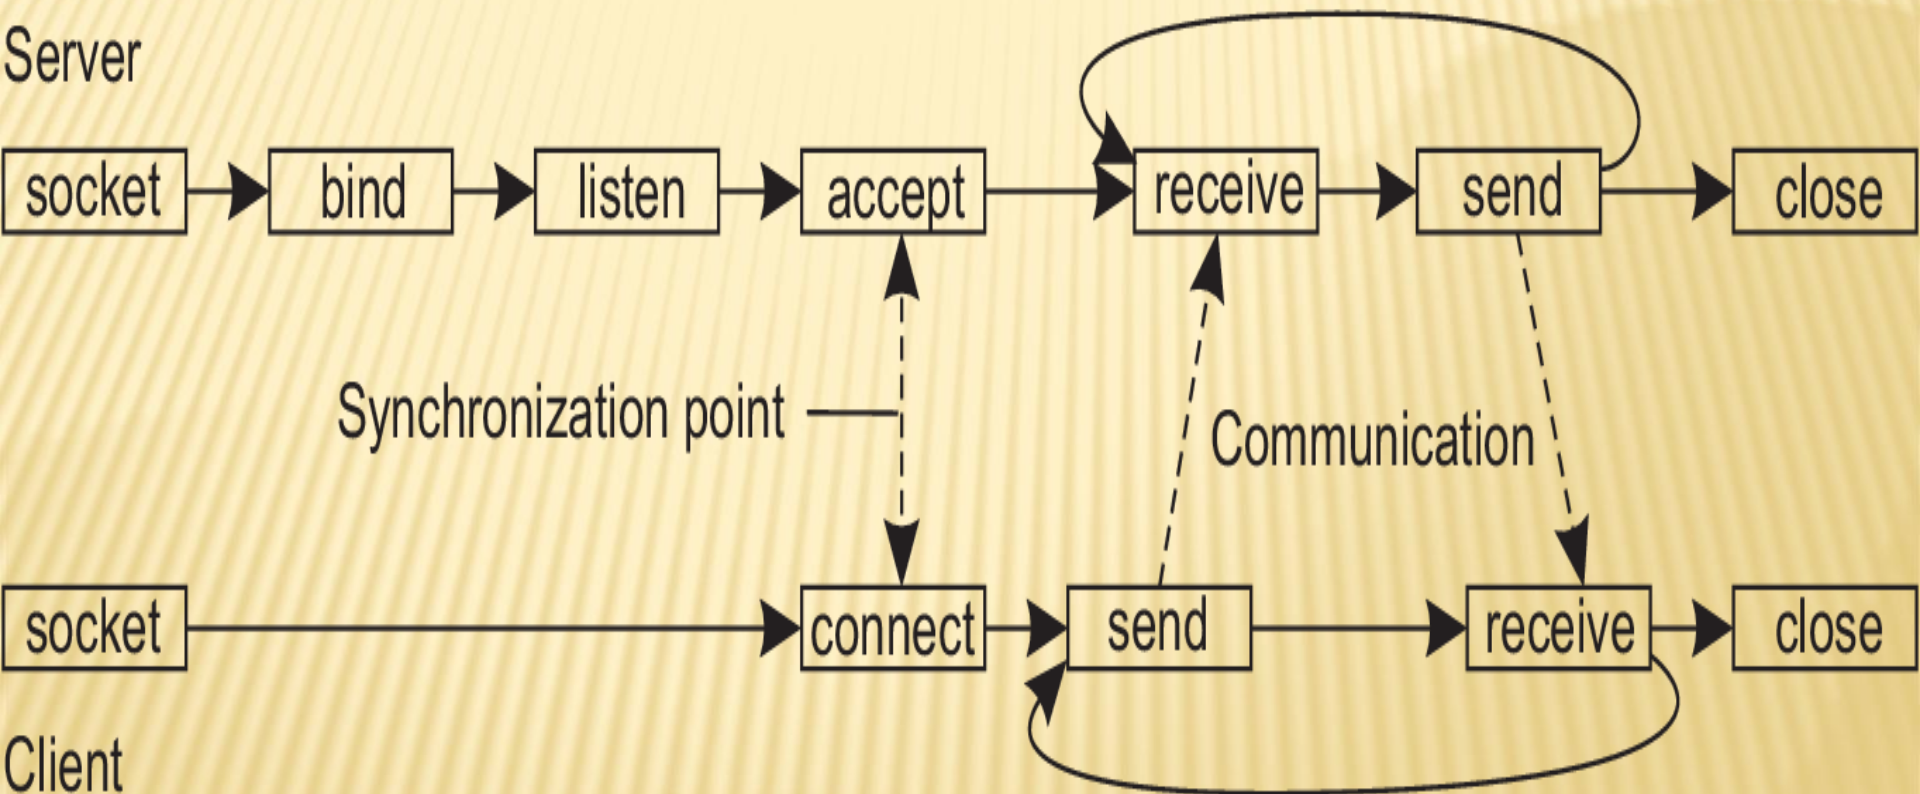 Server
socket bind listen accept receive send close
Synchronization point
Communication
socket connect send receive close
Client